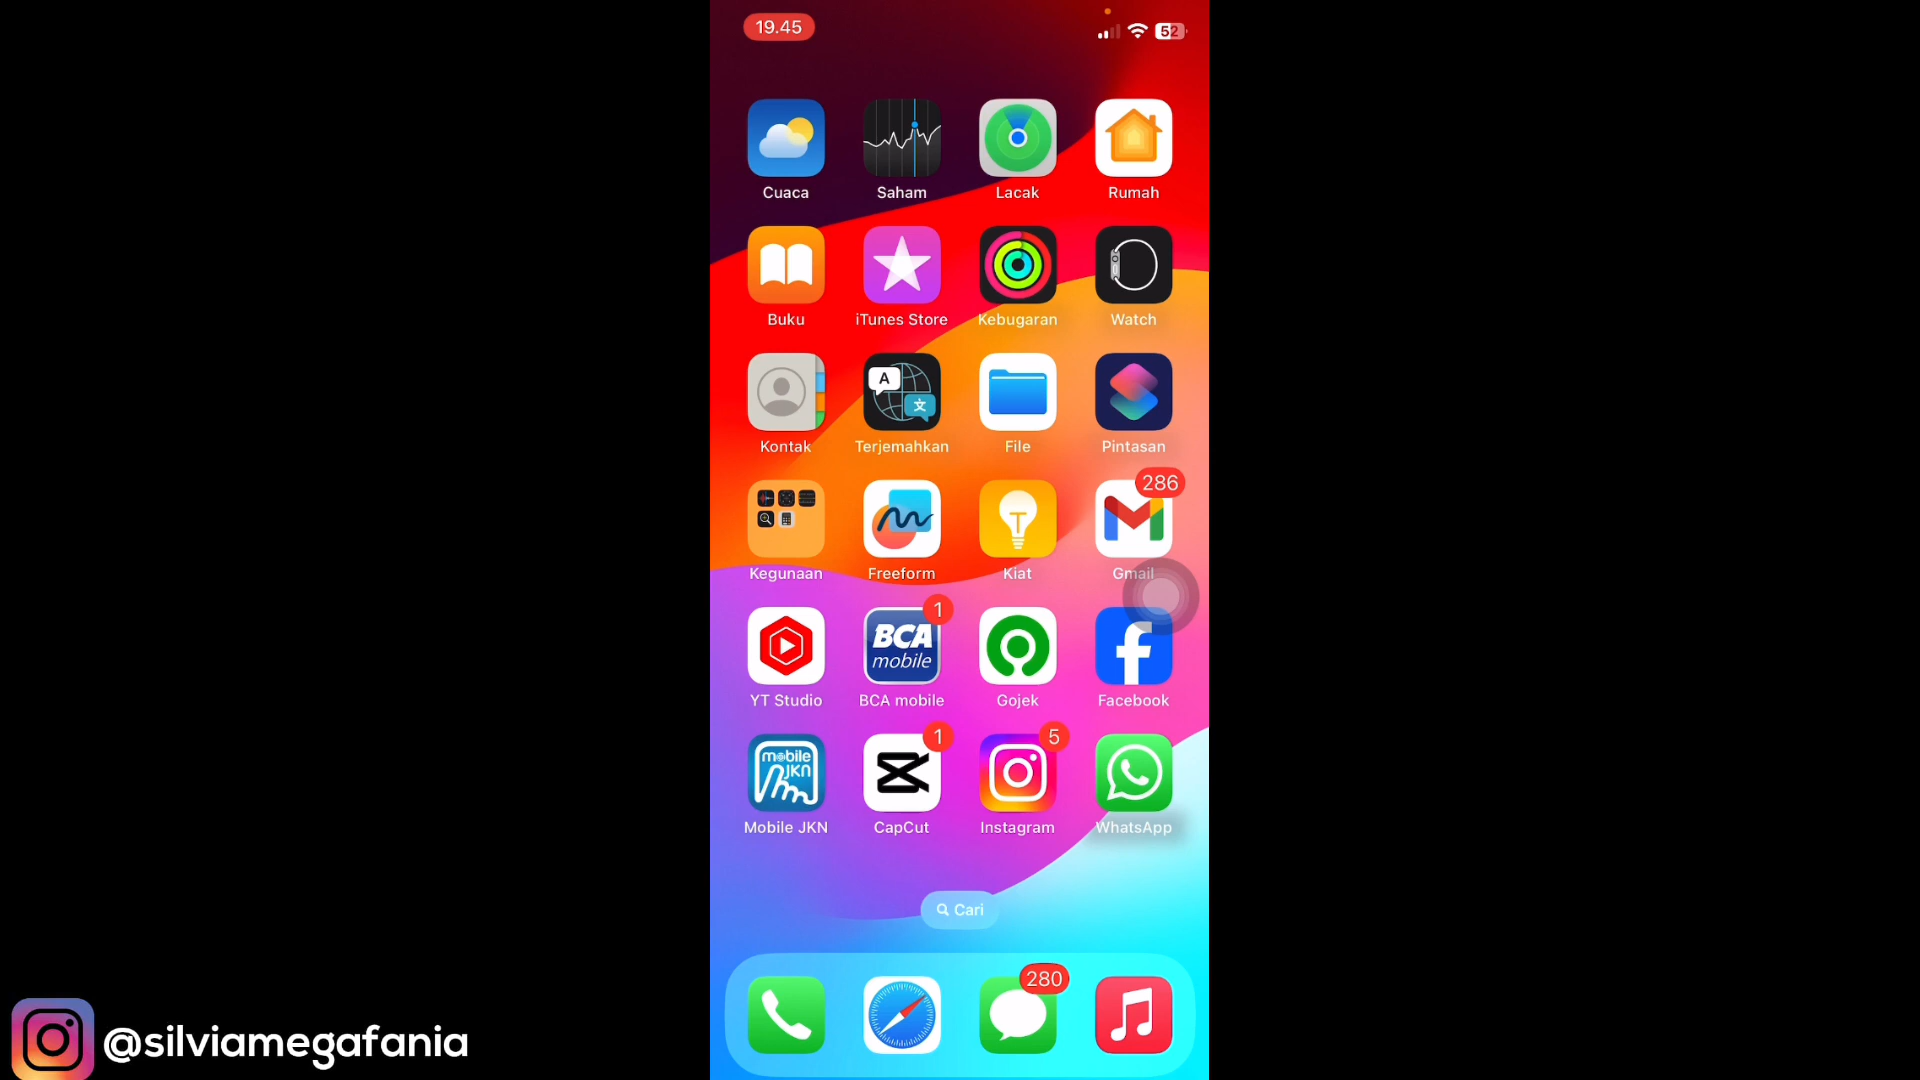 19.45
52
Cuaca Saham Lacak Rumah
Buku iTunes Store Kebugaran Watch
A
文
Kontak Terjemahkan File Pintasan
286
Kegunaan Freeform Kiat Gmail
1
BCA
mobile
YT Studio BCA mobile Gojek Facebook
1 5
mobile
JKN
Mobile JKN CapCut Instagram WhatsApp
Cari
280
@silviamegafania